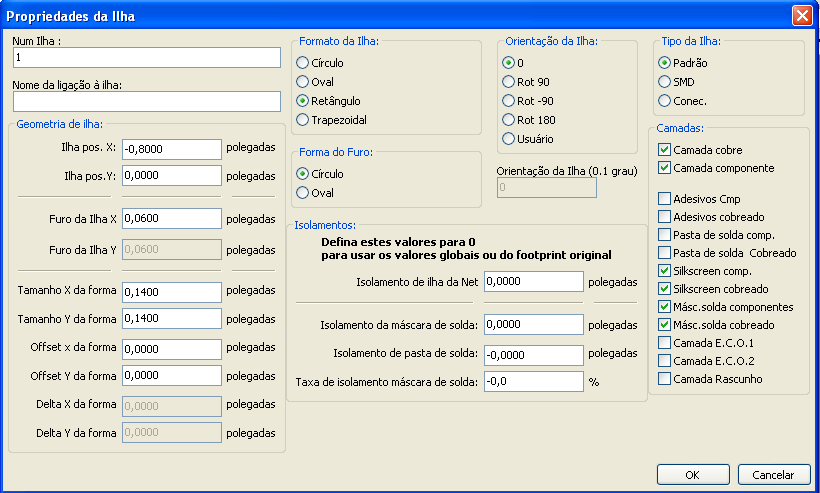 Propriedades da Ilha
Num Ilha :
1
Nome da ligação à ilha:
Geometria de ilha:
Ilha pos. X: -0,8000 polegadas
Ilha pos.Y: 0,0000 polegadas
Furo da Ilha X 0,0600 polegadas
Furo da Ilha Y 0,0600 polegadas
Tamanho X da forma 0,1400 polegadas
Tamanho Y da forma 0,1400 polegadas
Offset x da forma 0,0000 polegadas
Offset Y da forma 0,0000 polegadas
Delta X da forma 0,0000 polegadas
Delta Y da forma 0,0000 polegadas
Formato da Ilha:
Círculo
Oval
Retângulo
Trapezoidal
Forma do Furo:
Círculo
Oval
Orientação da Ilha:
0
Rot 90
Rot -90
Rot 180
Usuário
Orientação da Ilha (0.1 grau)
0
Isolamentos:
Defina estes valores para 0
para usar os valores globais ou do footprint original
Isolamento de ilha da Net 0,0000 polegadas
Isolamento da máscara de solda: 0,0000 polegadas
Isolamento de pasta de solda: -0,0000 polegadas
Taxa de isolamento máscara de solda: -0,0 %
Tipo da Ilha:
Padrão
SMD
Conec.
Camadas:
Camada cobre
Camada componente
Adesivos Cmp
Adesivos cobreado
Pasta de solda comp.
Pasta de solda Cobreado
Silkscreen comp.
Silkscreen cobreado
Másc.solda componentes
Másc.solda cobreado
Camada E.C.O.1
Camada E.C.O.2
Camada Rascunho
OK
Cancelar